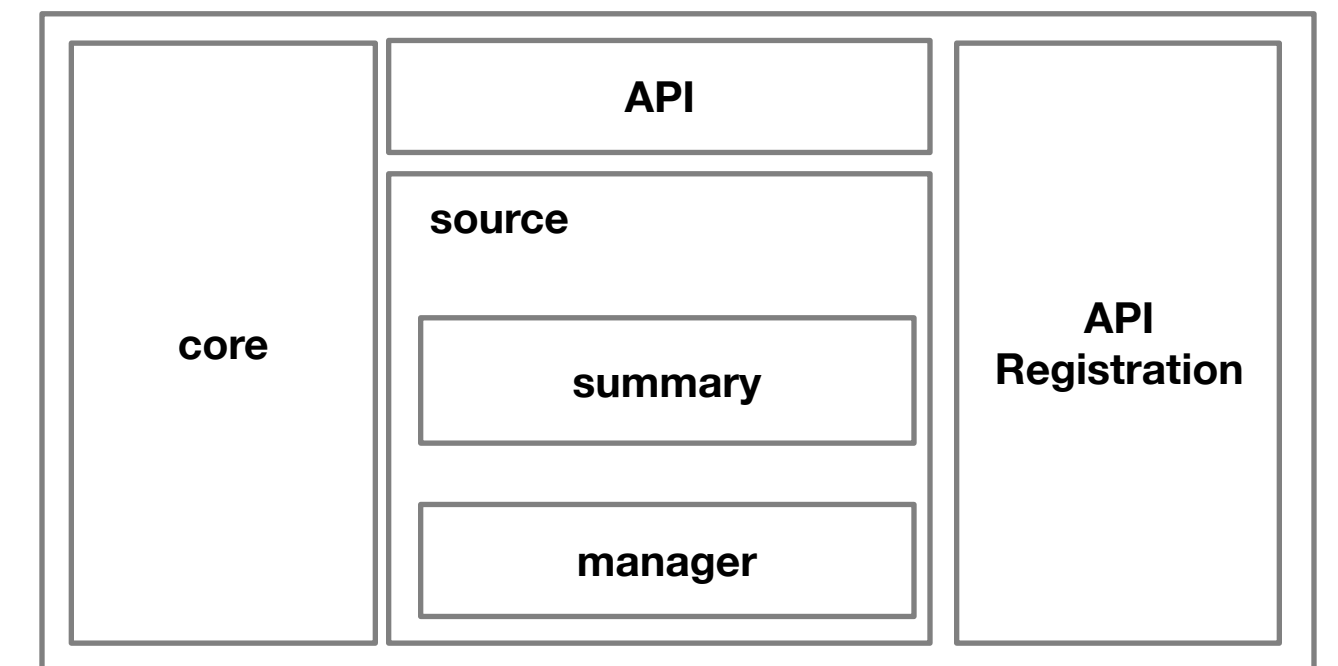 core
API
source
summary
manager
API
Registration